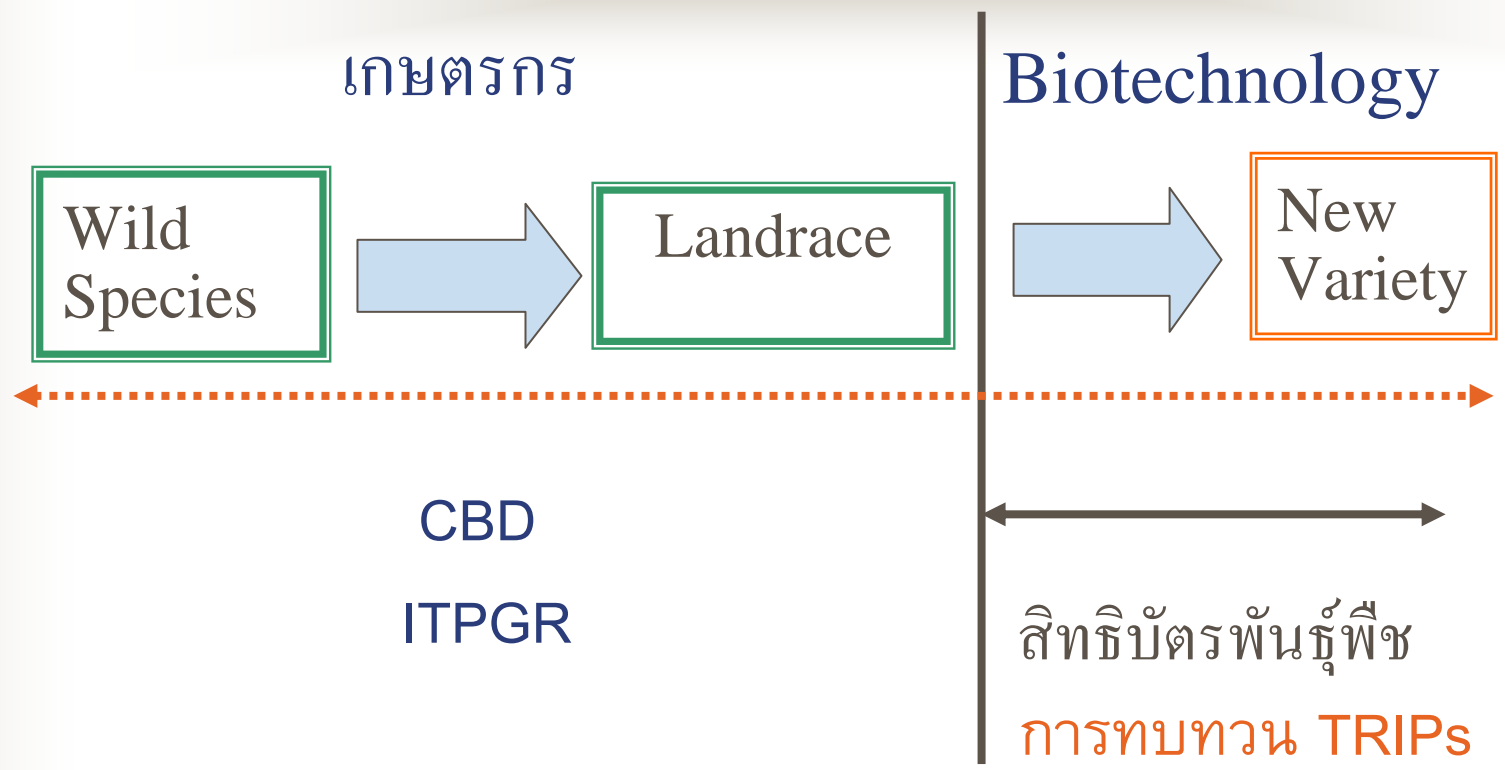 เกษตรกร
Biotechnology
Wild
Species
Landrace
New
Variety
CBD
ITPGR
สิทธิบัตรพันธุ์พืช
การทบทวน TRIPs